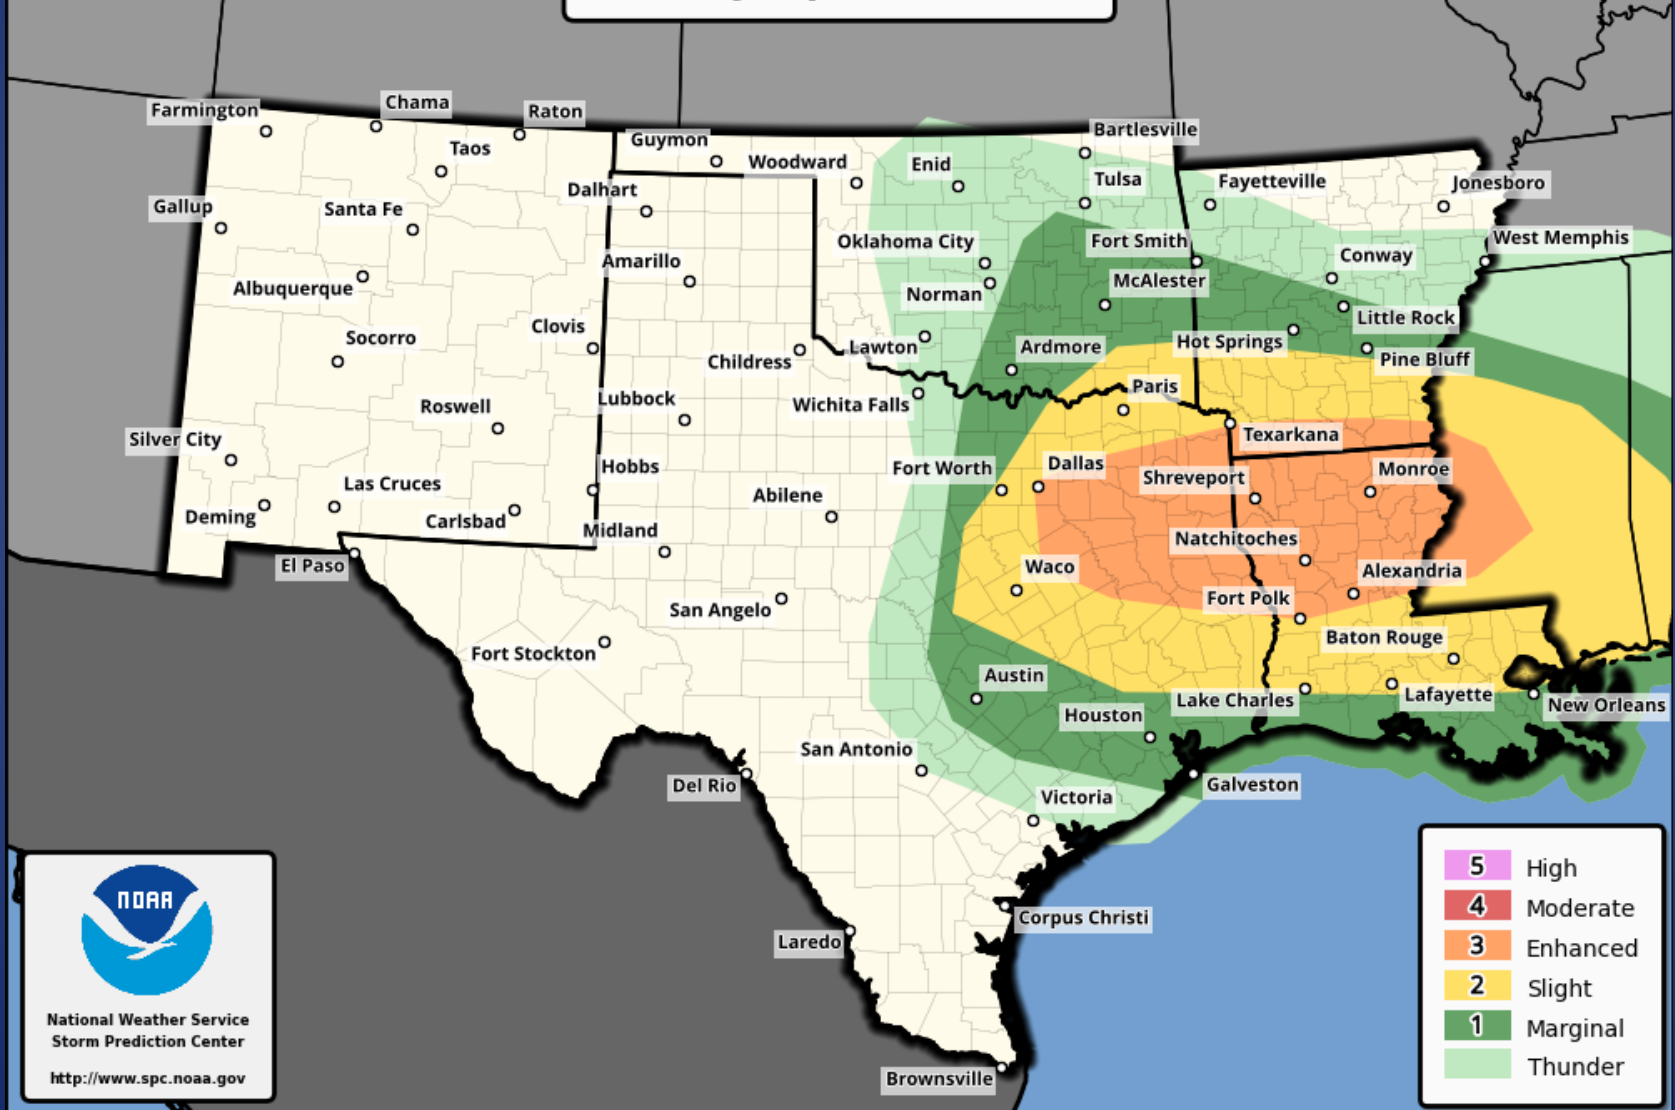 Farmington
Chama
Raton
Guymon
Bartlesville
Taos
Woodward
Enid
Tulsa
Fayetteville
Jonesboro
Dalhart
Gallup
Santa Fe
Oklahoma City
Fort Smith
West Memphis
Amarillo
Conway
Albuquerque
Norman
McAlester
Socorro
Clovis
Little Rock
Childress
Lawton
Ardmore
Hot Springs
Pine Bluff
Roswell
Lubbock
Wichita Falls
Paris
Silver City
Texarkana
Hobbs
Fort Worth
Dallas
Shreveport
Monroe
Las Cruces
Abilene
Deming
Carlsbad
Midland
Natchitoches
El Paso
Waco
Alexandria
San Angelo
Fort Polk
Fort Stockton
Baton Rouge
Austin
Lake Charles
Lafayette
New Orleans
Houston
San Antonio
Del Rio
Victoria
Galveston
Corpus Christi
Laredo
Brownsville
NOAA
National Weather Service
Storm Prediction Center
http://www.spc.noaa.gov
5 High
4 Moderate
3 Enhanced
2 Slight
1 Marginal
Thunder